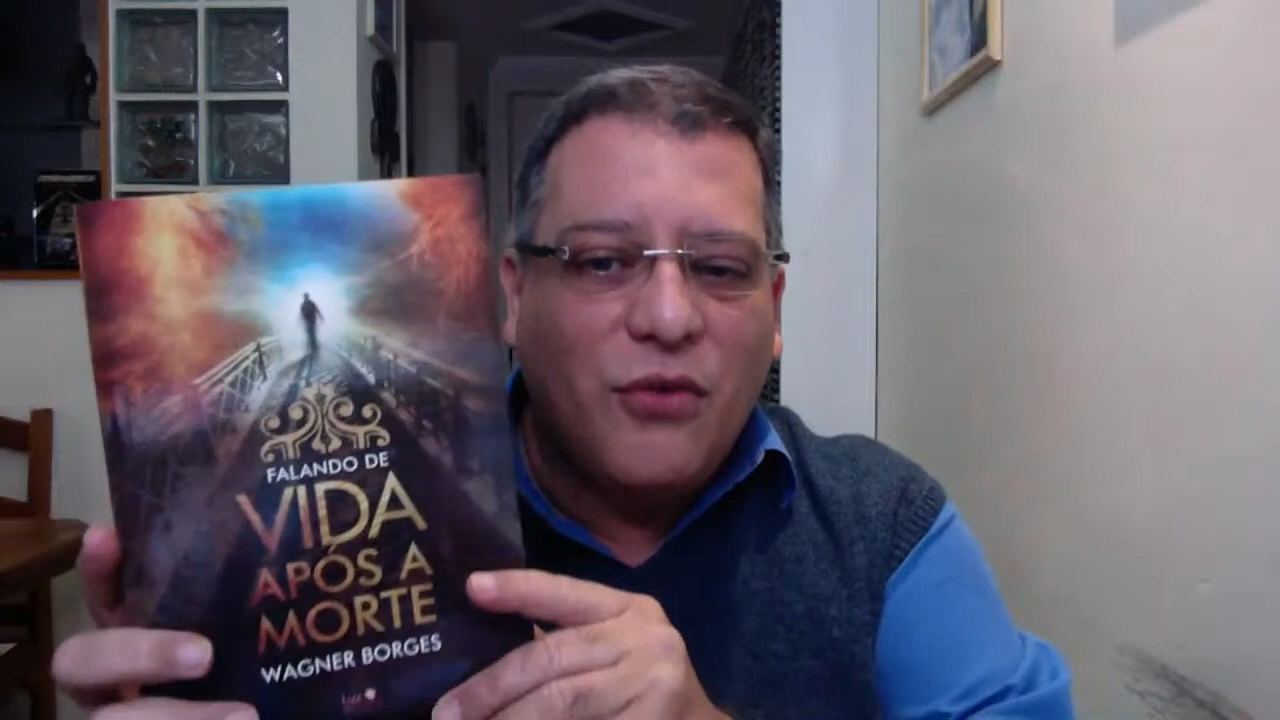 FALANDO DE
VIDA
APÓS A
MORTE
WAGNER BORGES